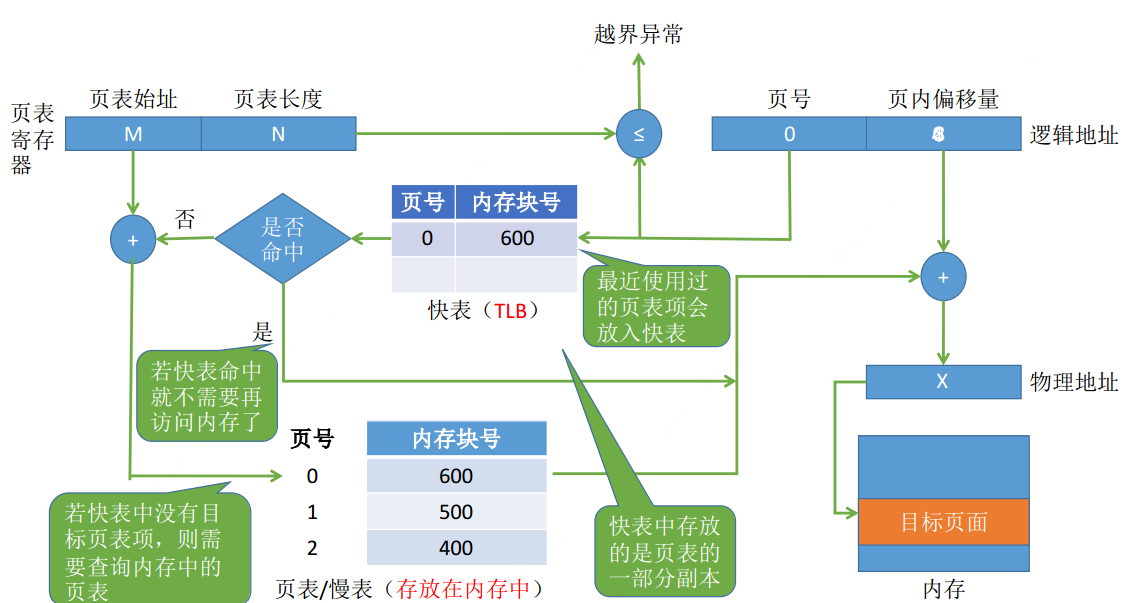 越界异常
页表始址 页表长度 页号 页内偏移量
页表
寄存
器
M N ≤ 0 逻辑地址
页号 内存块号
0 600
快表（TLB）
否
是否
命中
+
是
+
最近使用过
的页表项会
放入快表
若快表命中
就不需要再
访问内存了
X 物理地址
页号 内存块号
0 600
1 500
2 400
页表/慢表（存放在内存中）
若快表中没有目
标页表项，则需
要查询内存中的
页表
快表中存放
的是页表的
一部分副本
目标页面
内存